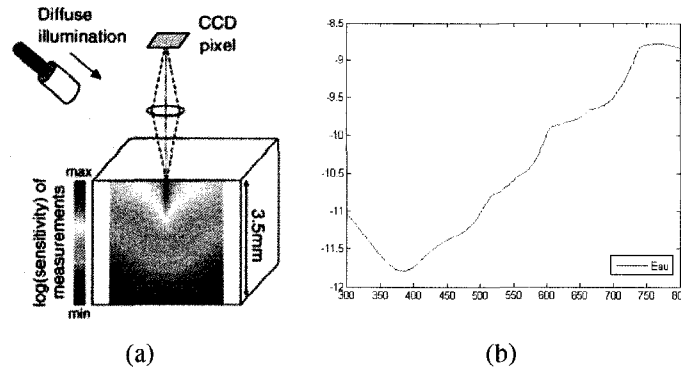 Diffuse
illumination
CCD
pixel
log(sensitivity) of
measurements
max
min
3.5mm
(a)
-8.5
-9
-9.5
-10
-10.5
-11
-11.5
-12
300 350 400 450 500 550 600 650 700 750 80
Eau
(b)